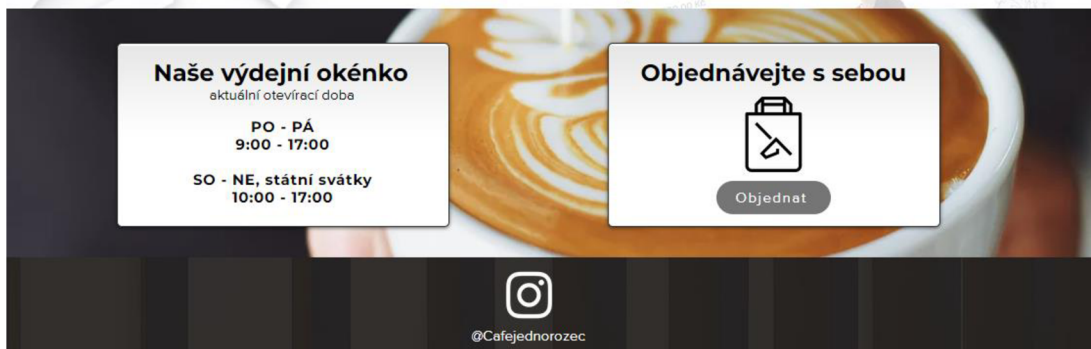 Naše výdejní okénko
aktuální otevírací doba
PO - PÁ
9:00 - 17:00
SO - NE, státní svátky
10:00 - 17:00
Objednávejte s sebou
Objednat
@Cafejednorozec